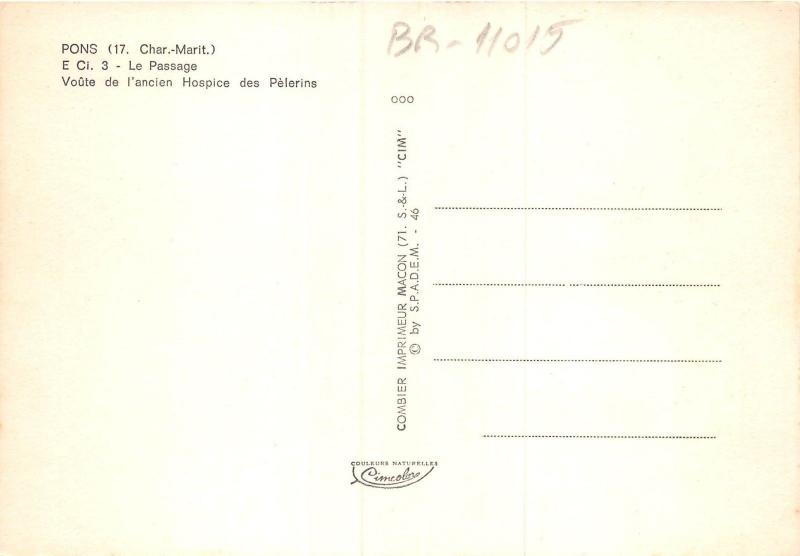 PONS (17. Char.-Marit.)
E Ci. 3 - Le Passage
Voûte de l'ancien Hospice des Pèlerins
BR-11015
000
COMBIER IMPRIMEUR MACON (71. S.-&-L.) "CIM"
© by S.P.A.D.E.M. - 46
COULEURS NATURELLES
Cimcolor